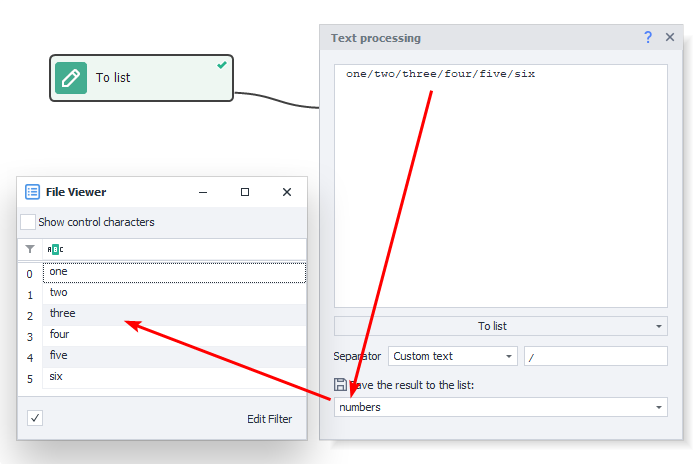 To list
Text processing
?
one/two/three/four/five/six
To list
Separator Custom text /
Save the result to the list:
numbers
File Viewer
Show control characters
ABC
0 one
1 two
2 three
3 four
4 five
5 six
Edit Filter